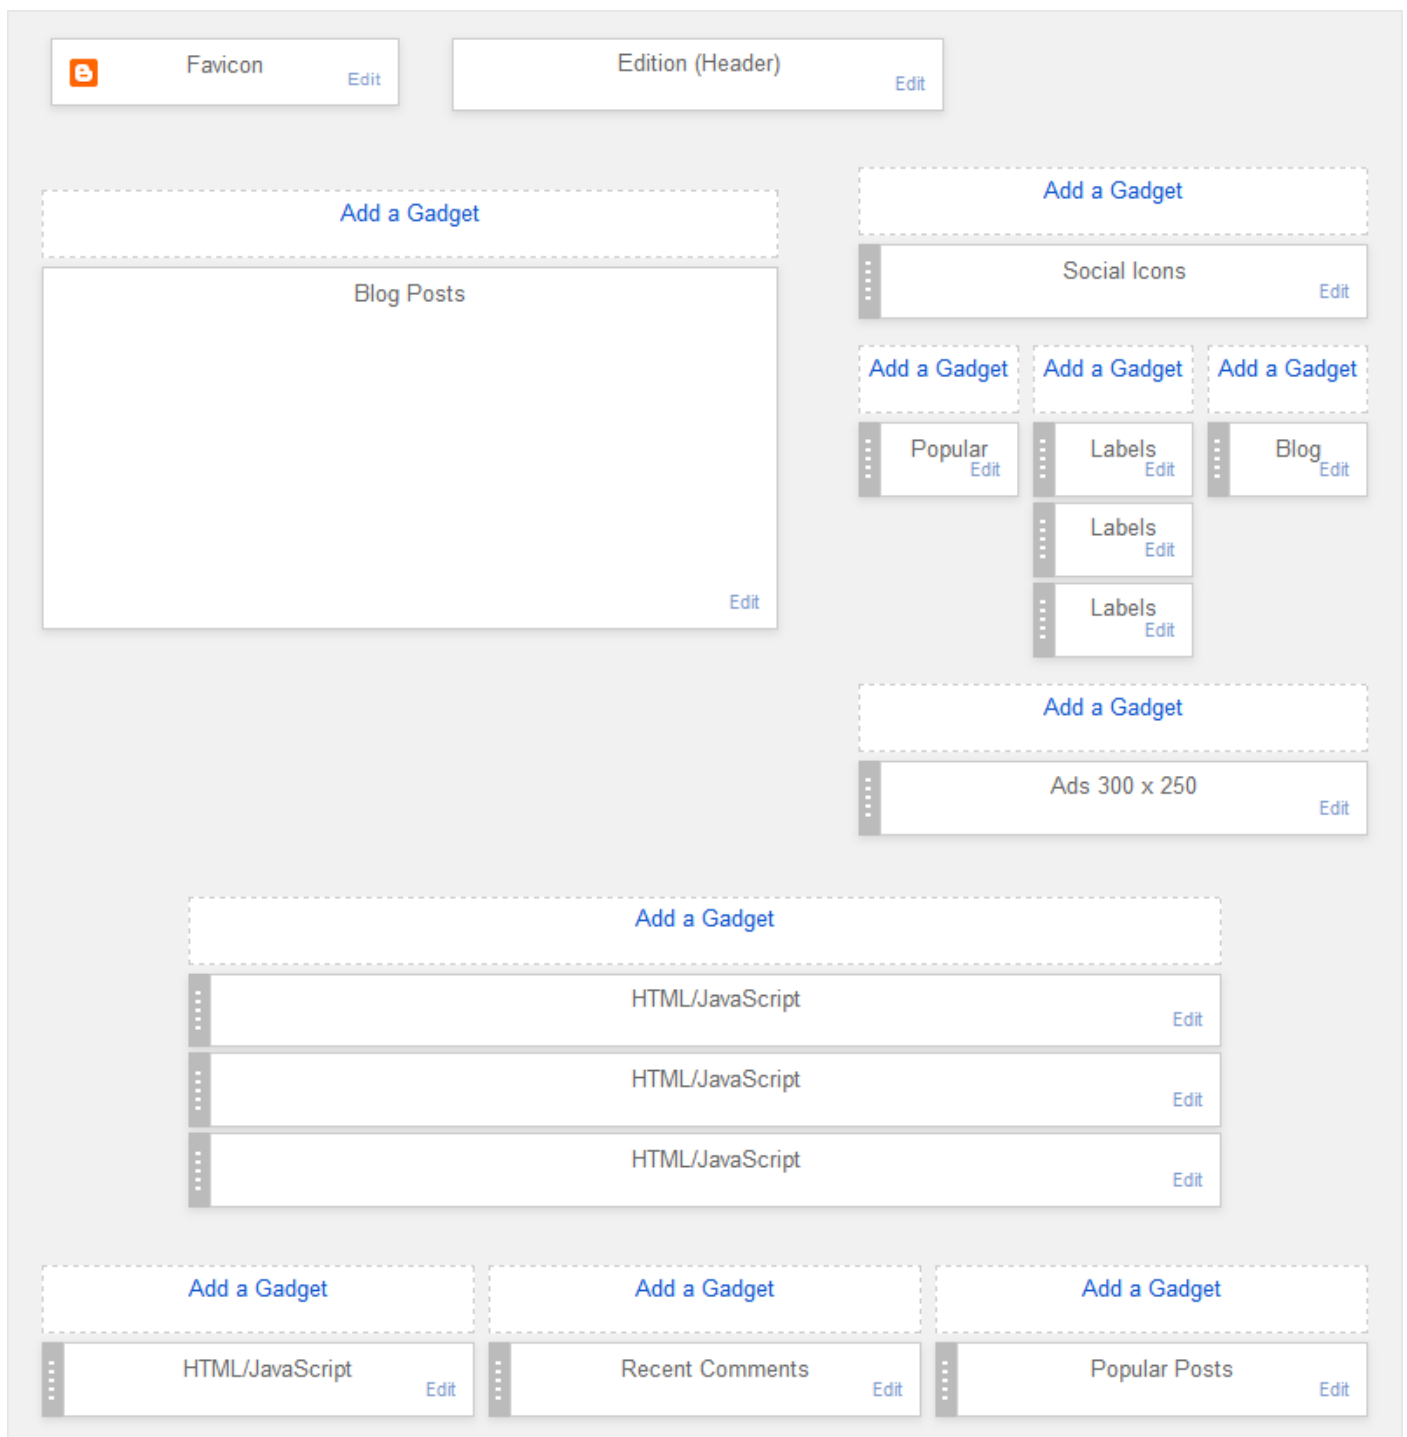 Favicon
Edit
Edition (Header)
Edit
Add a Gadget
Blog Posts
Edit
Add a Gadget
Social Icons
Edit
Add a Gadget
Add a Gadget
Add a Gadget
Popular
Edit
Labels
Edit
Blog
Edit
Labels
Edit
Labels
Edit
Add a Gadget
Ads 300 x 250
Edit
Add a Gadget
HTML/JavaScript
Edit
HTML/JavaScript
Edit
HTML/JavaScript
Edit
Add a Gadget
Add a Gadget
Add a Gadget
HTML/JavaScript
Edit
Recent Comments
Edit
Popular Posts
Edit